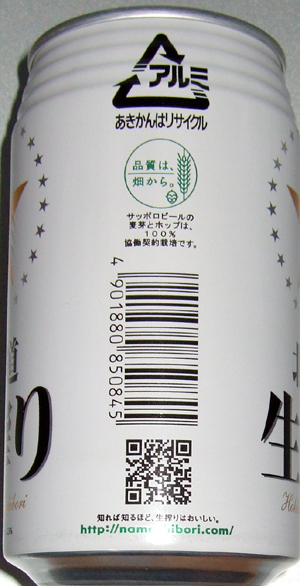 アルミ
あきかんはリサイクル
品質は、
畑から。
サッポロビールの
麦芽とホップは、
100%
協働契約栽培です。
4 901880 850845
道
り
生
知れば知るほど、生搾りはおいしい。